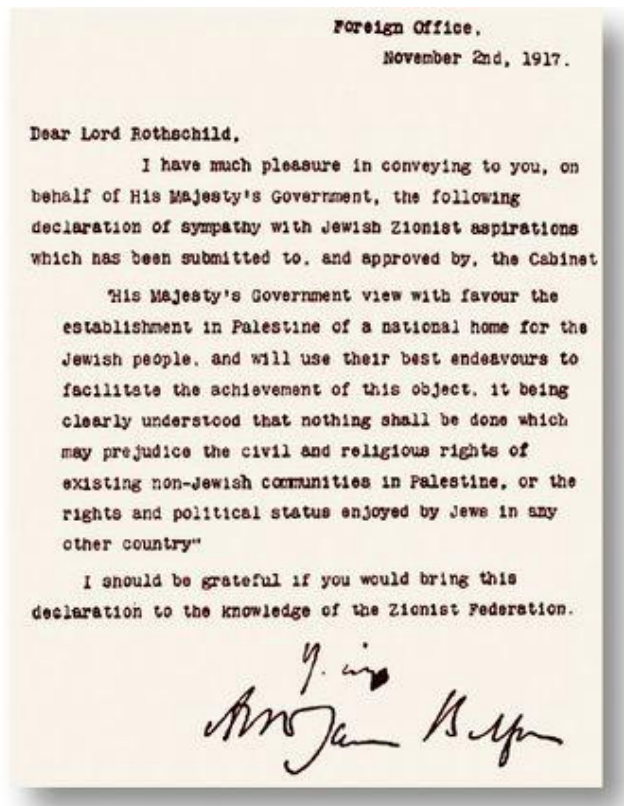 Foreign Office,
November 2nd, 1917.
Dear Lord Rothschild,
I have much pleasure in conveying to you, on
behalf of His Majesty's Government, the following
declaration of sympathy with Jewish Zionist aspirations
which has been submitted to, and approved by, the Cabinet
"His Majesty's Government view with favour the
establishment in Palestine of a national home for the
Jewish people, and will use their best endeavours to
facilitate the achievement of this object, it being
clearly understood that nothing shall be done which
may prejudice the civil and religious rights of
existing non-Jewish communities in Palestine, or the
rights and political status enjoyed by Jews in any
other country"
I should be grateful if you would bring this
declaration to the knowledge of the Zionist Federation.